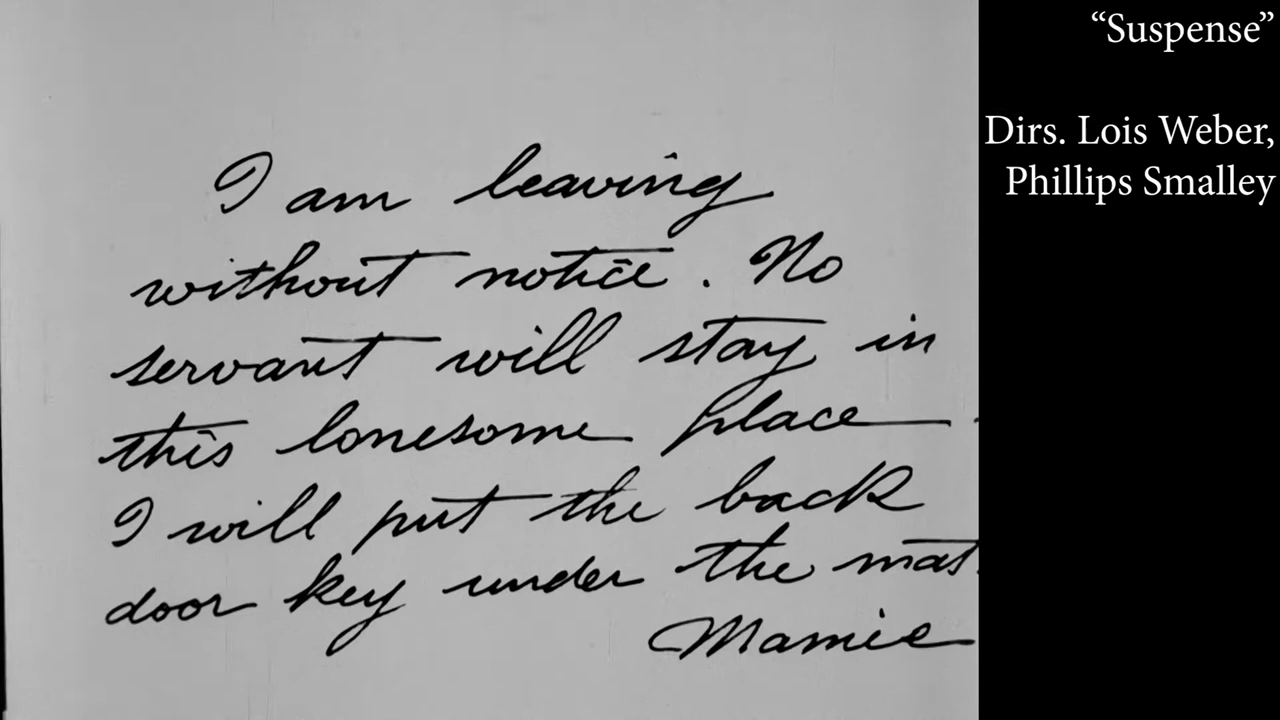 I am leaving
without notice. No
servant will stay in
this lonesome place.
I will put the back
door key under the mat.
Mamie
“Suspense”
Dirs. Lois Weber,
Phillips Smalley